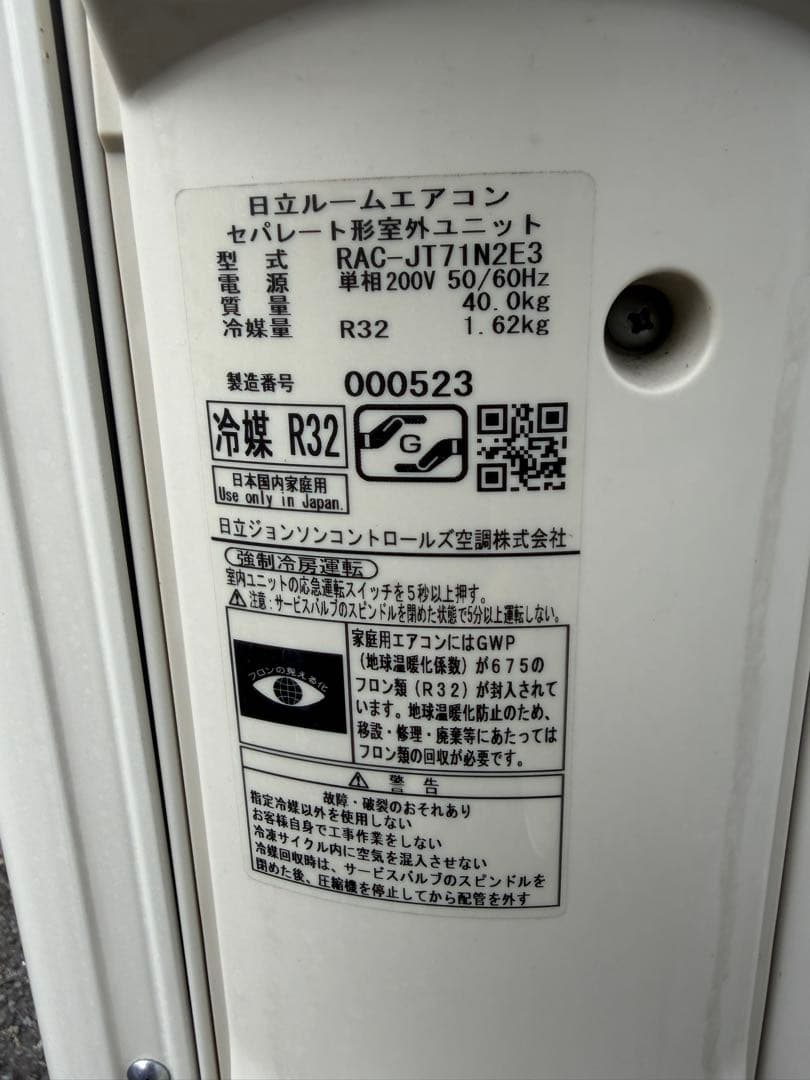 日立ルームエアコン
セパレート形室外ユニット
型式 RAC-JT71N2E3
電源 単相200V 50/60Hz
質量 40.0kg
冷媒量 R32 1.62kg
製造番号 000523
冷媒 R32
G
日本国内家庭用
Use only in Japan.
日立ジョンソンコントロールズ空調株式会社
強制冷房運転
室内ユニットの応急運転スイッチを5秒以上押す。
⚠注意:サービスバルブのスピンドルを閉めた状態で5分以上運転しない。
フロンの見える化
家庭用エアコンにはGWP
(地球温暖化係数)が675の
フロン類(R32)が封入されて
います。地球温暖化防止のため、
移設・修理・廃棄等にあたっては
フロン類の回収が必要です。
⚠ 警告
故障・破裂のおそれあり
指定冷媒以外を使用しない
お客様自身で工事作業をしない
冷凍サイクル内に空気を混入させない
冷媒回収時は、サービスバルブのスピンドルを
閉めた後、圧縮機を停止してから配管を外す